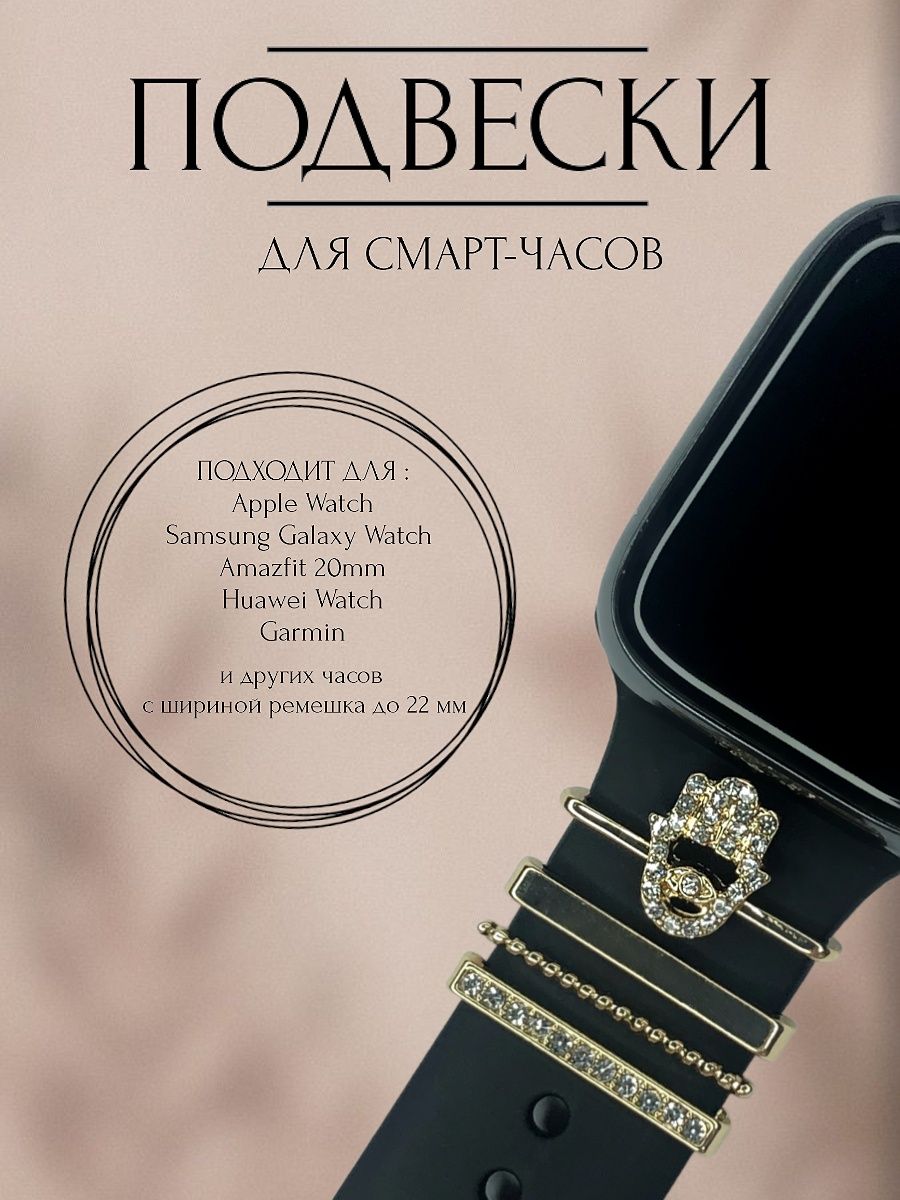 ПОДВЕСКИ
ДЛЯ СМАРТ-ЧАСОВ
ПОДХОДИТ ДЛЯ :
Apple Watch
Samsung Galaxy Watch
Amazfit 20mm
Huawei Watch
Garmin
и других часов
с шириной ремешка до 22 мм